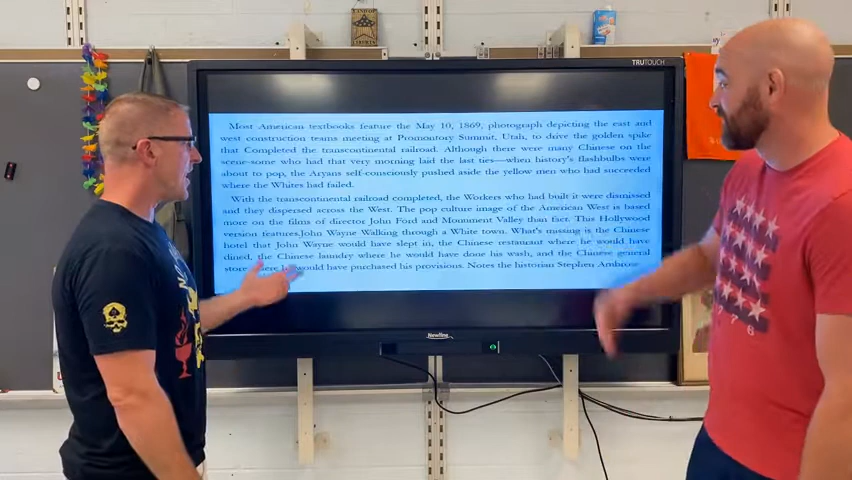 TRUTOUCH
Most American textbooks feature the May 10, 1869, photograph depicting the east and
west construction teams meeting at Promontory Summit, Utah, to drive the golden spike
that Completed the transcontinental railroad. Although there were many Chinese on the
scene-some who had that very morning laid the last ties—when history's flashbulbs were
about to pop, the Aryans self-consciously pushed aside the yellow men who had succeeded
where the Whites had failed.
With the transcontinental railroad completed, the Workers who had built it were dismissed
and they dispersed across the West. The pop culture image of the American West is based
more on the films of director John Ford and Monument Valley than fact. This Hollywood
version features John Wayne Walking through a White town. What's missing is the Chinese
hotel that John Wayne would have slept in, the Chinese restaurant where he would have
dined, the Chinese laundry where he would have done his wash, and the Chinese general
store where he would have purchased his provisions. Notes the historian Stephen Ambrose
Newline
1978